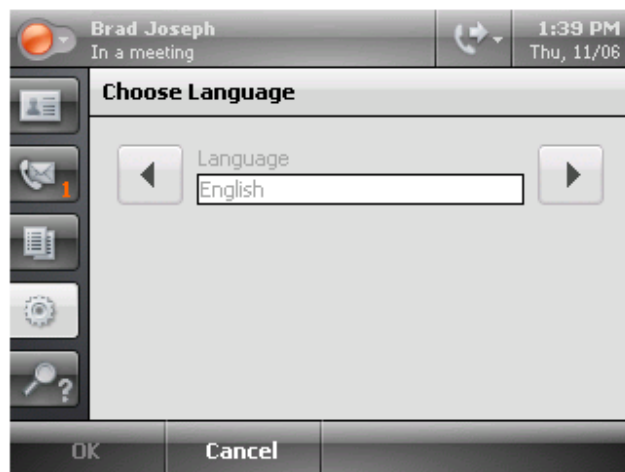 Brad Joseph
1:39 PM
In a meeting
Thu, 11/06
Choose Language
Language
English
1
?
OK
Cancel